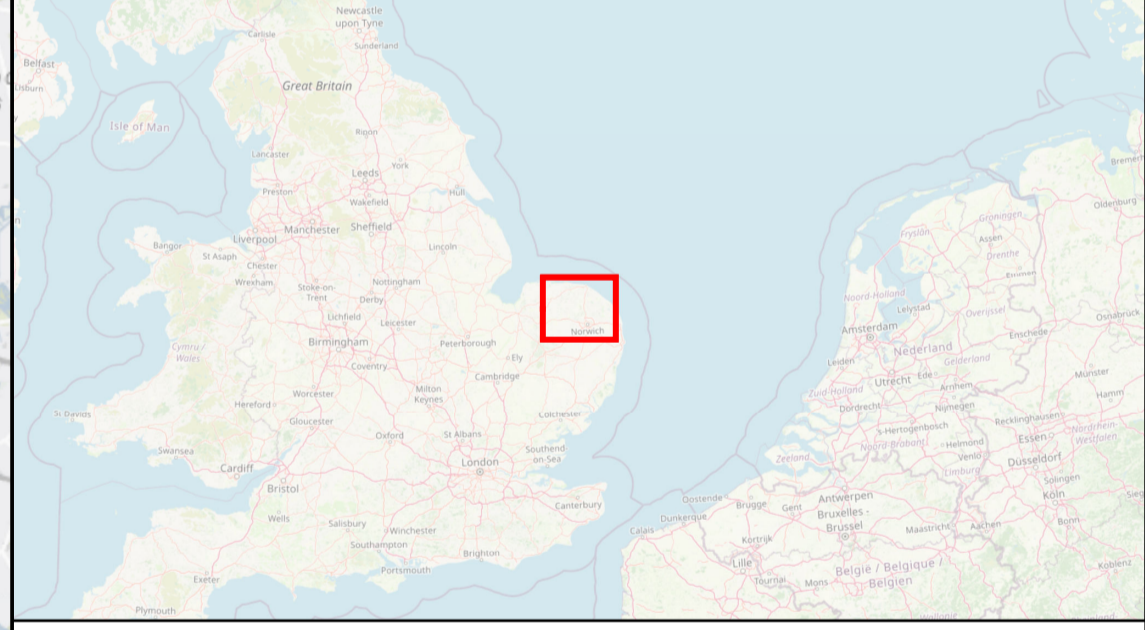 Newcastle
upon Tyne
Carlisle
Sunderland
Belfast
Lisburn
Great Britain
Isle of Man
Ripon
Lancaster
York
Leeds
Preston
Wakefield
Hull
Manchester
Sheffield
Liverpool
Bangor
St Asaph
Lincoln
Chester
Wrexham
Stoke-on-
Trent
Nottingham
Derby
Lichfield
Leicester
Norwich
Birmingham
Peterborough
Cymru /
Wales
Coventry
Ely
Cambridge
Worcester
Milton
Keynes
Hereford
St Davids
Gloucester
Colchester
Oxford
St Albans
Swansea
Southend
-on-Sea
London
Cardiff
Bristol
Canterbury
Wells
Salisbury
Winchester
Southampton
Brighton
Portsmouth
Exeter
Plymouth
Oldenburg
Groningen
Fryslân
Assen
Drenthe
Emmen
Noord-Holland
Lelystad
Overijssel
Osnabrück
Amsterdam
Enschede
Nederland
Leiden
Gelderland
Utrecht
Ede
Arnhem
Münster
Zuid-Holland
Dordrecht
Nijmegen
Hamm
's-Hertogenbosch
Recklinghausen
Noord-Brabant
Helmond
Essen
Nordrhein-
Westfalen
Zeeland
Venlo
Limburg
Düsseldorf
Solingen
Oostende
Brugge
Gent
Antwerpen
Köln
Calais
Dunkerque
Bruxelles -
Brussel
Maastricht
Aachen
Bonn
Kortrijk
Lille
België / Belgique /
Belgien
Koblenz
Tournai
Mons
Wallonie